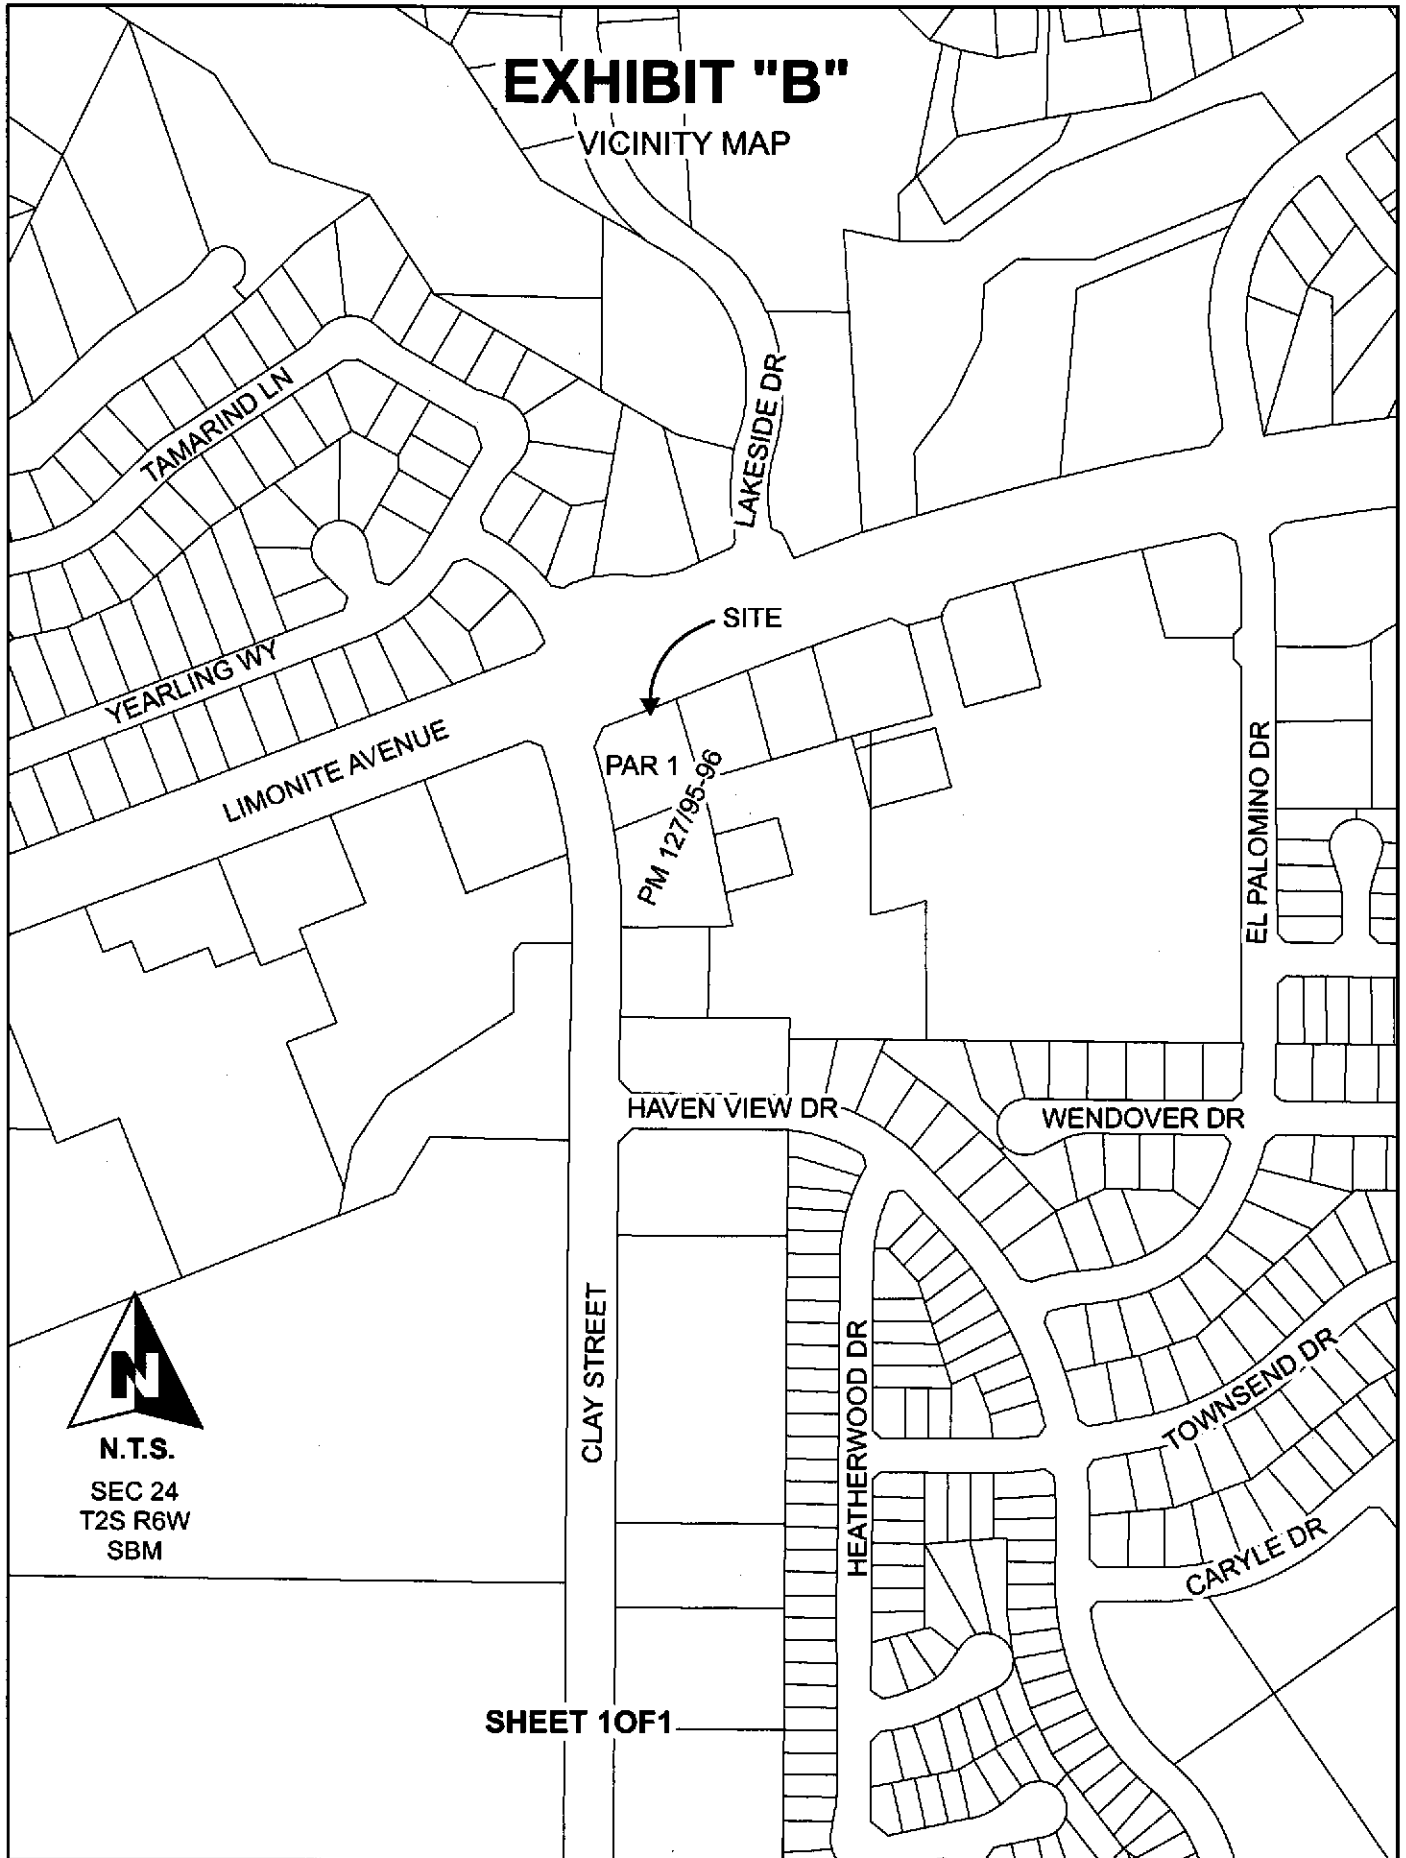 EXHIBIT "B"
VICINITY MAP
TAMARIND LN
LAKESIDE DR
SITE
YEARLING WY
LIMONITE AVENUE
PAR 1
PM 127/95-96
EL PALOMINO DR
HAVEN VIEW DR
WENDOVER DR
CLAY STREET
HEATHERWOOD DR
TOWNSEND DR
CARYLE DR
N
N.T.S.
SEC 24
T2S R6W
SBM
SHEET 1OF1